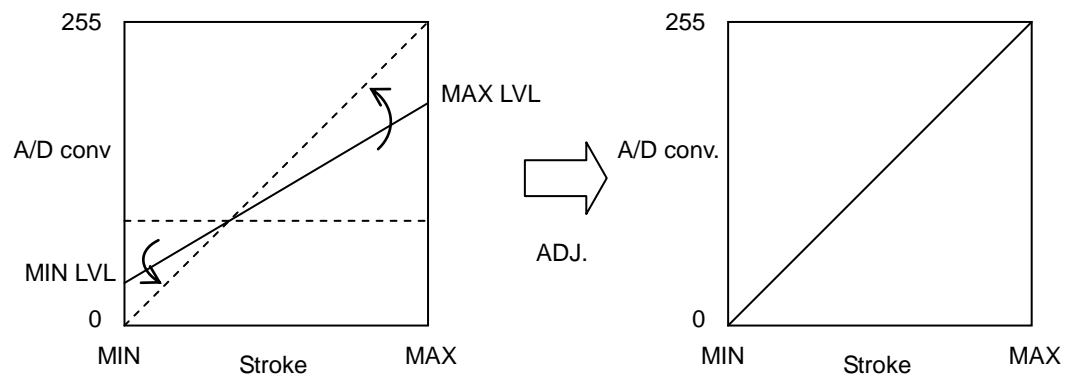 255
MAX LVL
A/D conv
MIN LVL
0
MIN
Stroke
MAX
ADJ.
255
A/D conv.
0
MIN
Stroke
MAX